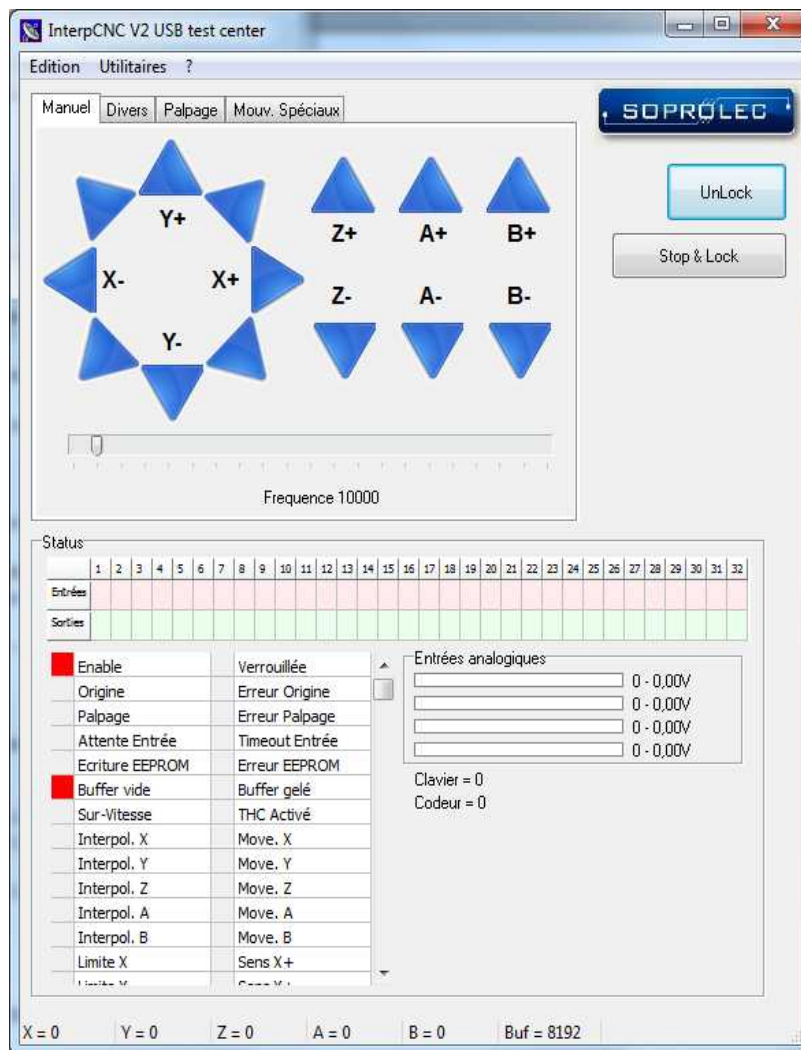 InterpCNC V2 USB test center
Edition Utilitaires ?
Manuel Divers Palpage Mouv. Spéciaux
SOPROLEC
UnLock
Stop & Lock
Y+
X- X+
Y-
Z+ A+ B+
Z- A- B-
Frequence 10000
Status
1 2 3 4 5 6 7 8 9 10 11 12 13 14 15 16 17 18 19 20 21 22 23 24 25 26 27 28 29 30 31 32
Entrées
Sorties
Enable Verrouillée
Origine Erreur Origine
Palpage Erreur Palpage
Attente Entrée Timeout Entrée
Ecriture EEPROM Erreur EEPROM
Buffer vide Buffer gelé
Sur-Vitesse THC Activé
Interpol. X Move. X
Interpol. Y Move. Y
Interpol. Z Move. Z
Interpol. A Move. A
Interpol. B Move. B
Limite X Sens X+
Entrées analogiques
0 - 0,00V
0 - 0,00V
0 - 0,00V
0 - 0,00V
Clavier = 0
Codeur = 0
X = 0 Y = 0 Z = 0 A = 0 B = 0 Buf = 8192